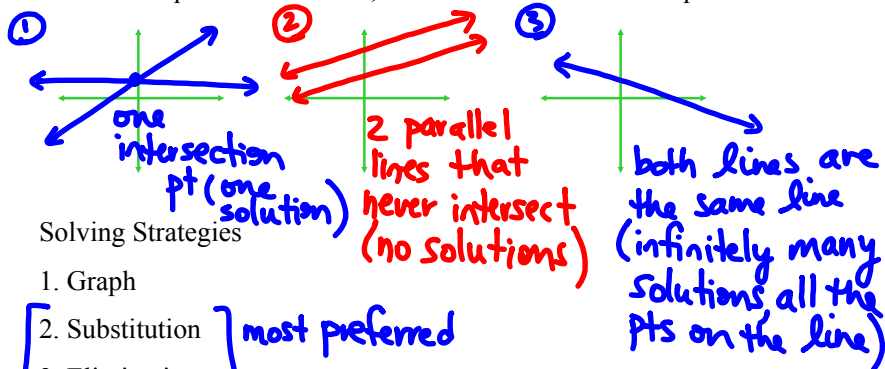 ① ② ③
one
intersection
pt (one
solution)
2 parallel
lines that
never intersect
(no solutions)
both lines are
the same line
(infinitely many
solutions, all the
pts on the line)
Solving Strategies
1. Graph
2. Substitution most preferred